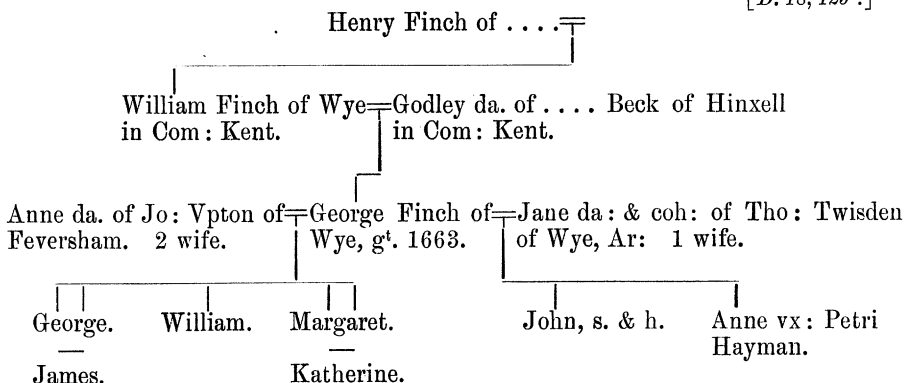 Henry Finch of ....
William Finch of Wye Godley da. of .... Beck of Hinxell
in Com: Kent. in Com: Kent.
Anne da. of Jo: Vpton of George Finch of Jane da: & coh: of Tho: Twisden
Feversham. 2 wife. Wye, gᵗ. 1663. of Wye, Ar: 1 wife.
George. William. Margaret. John, s. & h. Anne vx: Petri
Hayman.
James. Katherine.